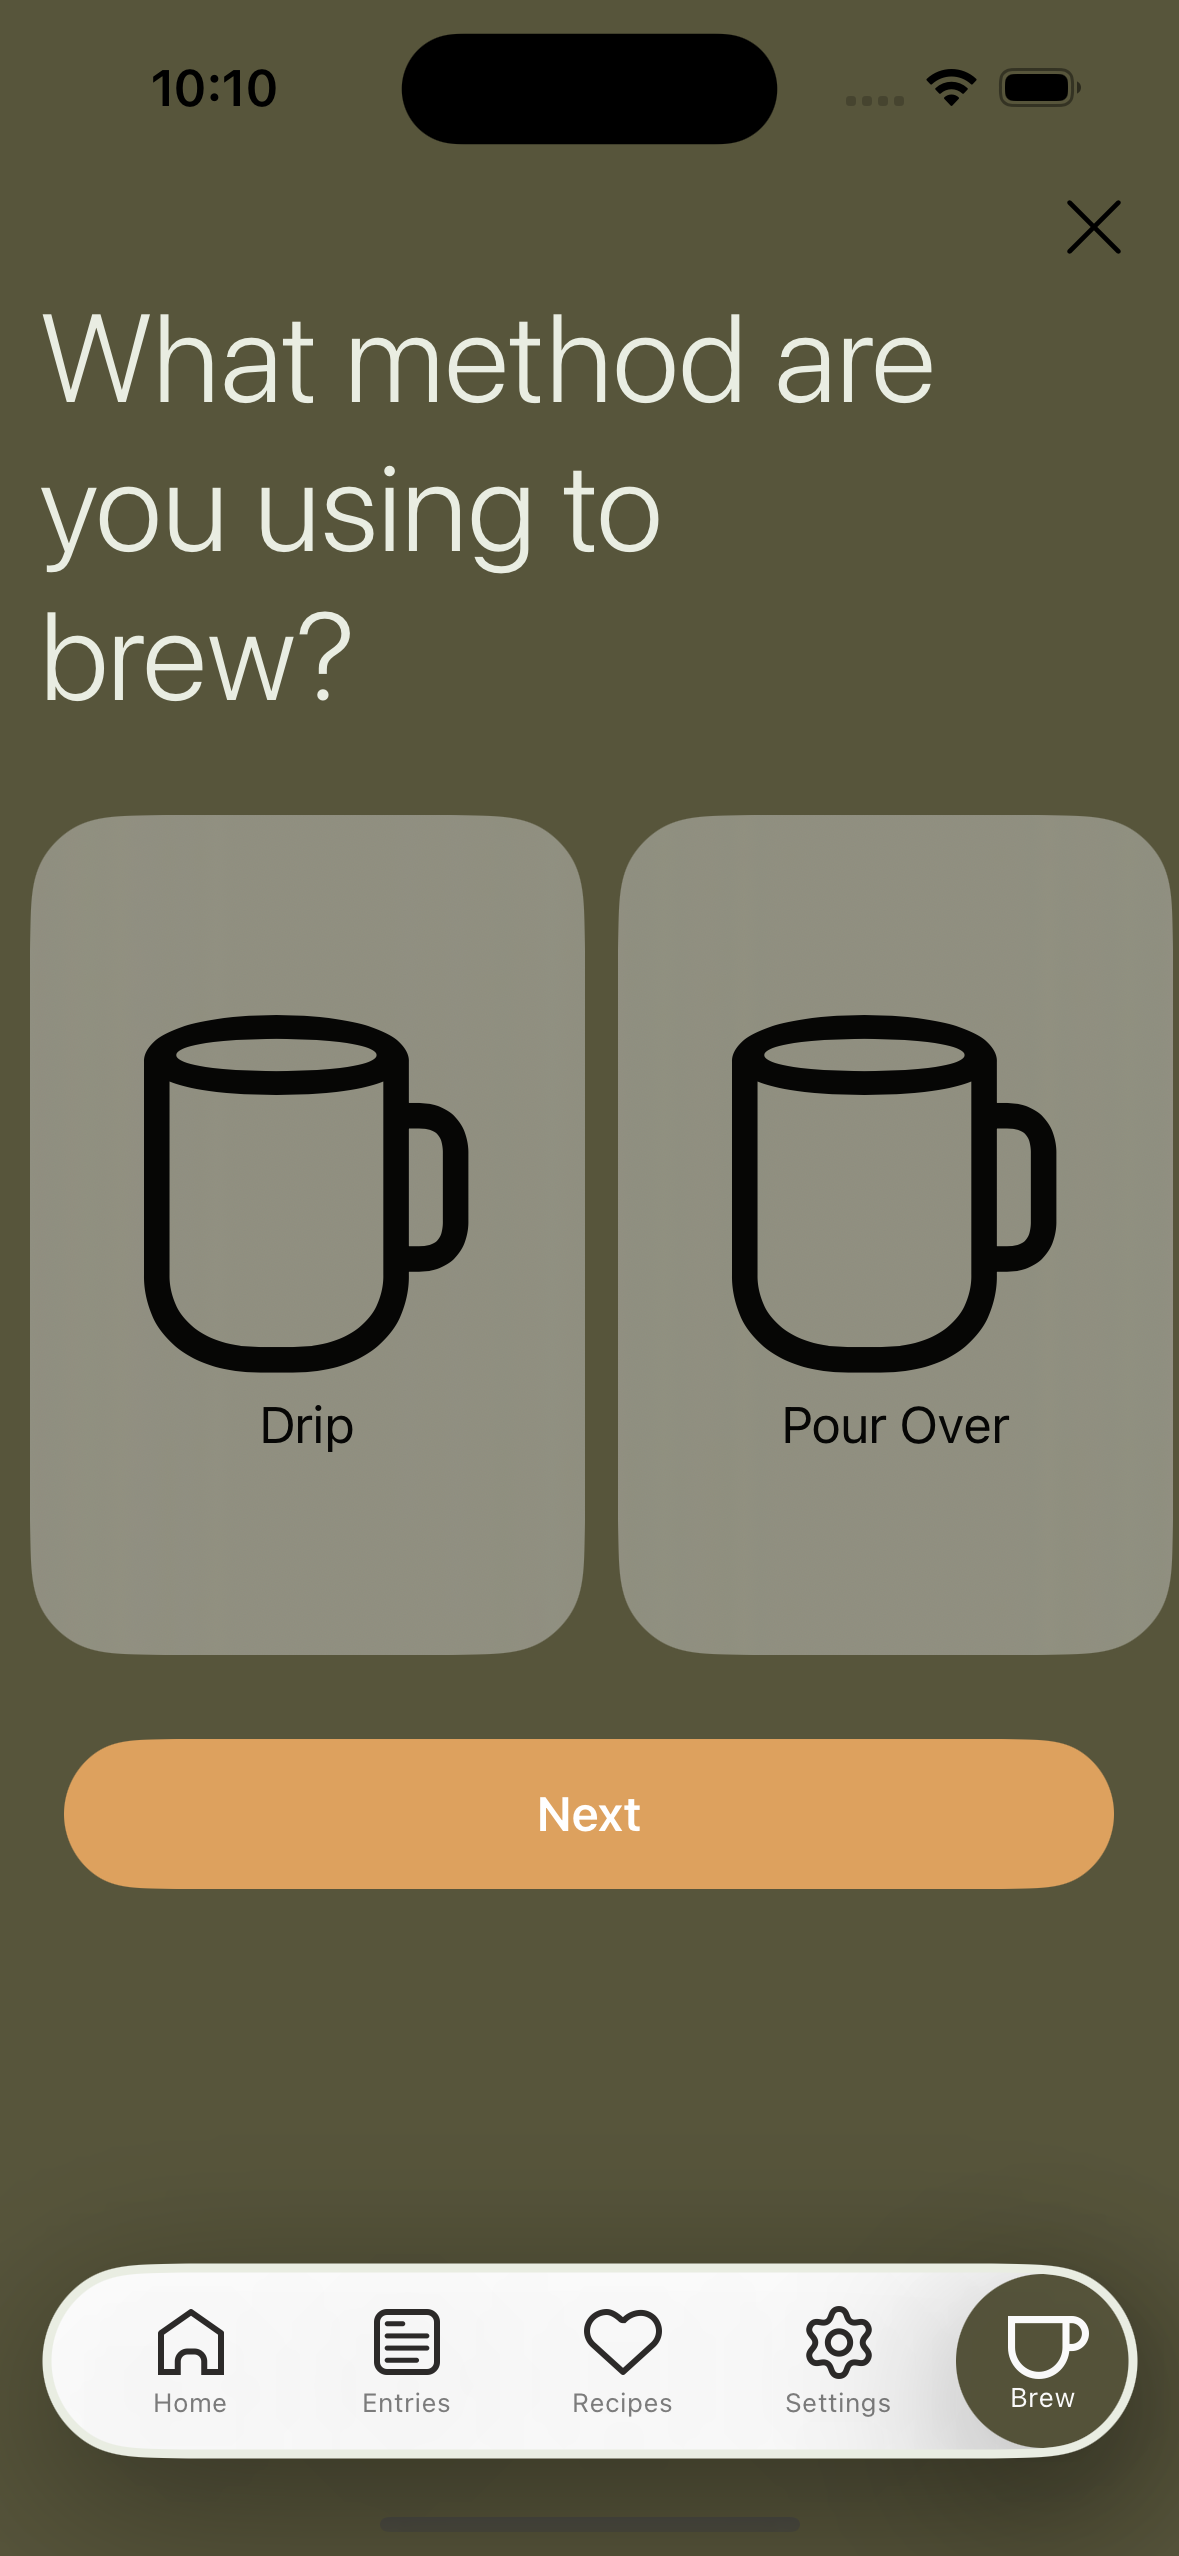 10:10
What method are
you using to
brew?
Drip
Pour Over
Next
Home
Entries
Recipes
Settings
Brew